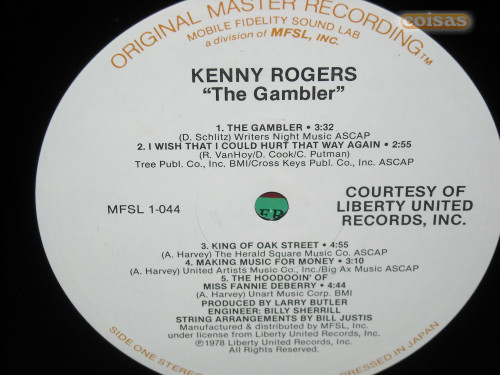 coisas
ORIGINAL MASTER RECORDING™
MOBILE FIDELITY SOUND LAB
a division of MFSL, INC.
KENNY ROGERS
"The Gambler"
1. THE GAMBLER • 3:32
(D. Schlitz) Writers Night Music ASCAP
2. I WISH THAT I COULD HURT THAT WAY AGAIN • 2:55
(R. VanHoy/D. Cook/C. Putman)
Tree Publ. Co., Inc. BMI/Cross Keys Publ. Co., Inc. ASCAP
MFSL 1-044
COURTESY OF
LIBERTY UNITED
RECORDS, INC.
3. KING OF OAK STREET • 4:55
(A. Harvey) The Herald Square Music Co. ASCAP
4. MAKING MUSIC FOR MONEY • 3:10
(A. Harvey) United Artists Music Co., Inc./Big Ax Music ASCAP
5. THE HOODOOIN' OF
MISS FANNIE DEBERRY • 4:44
(A. Harvey) Unart Music Corp. BMI
PRODUCED BY LARRY BUTLER
ENGINEER: BILLY SHERRILL
STRING ARRANGEMENTS BY BILL JUSTIS
Manufactured & distributed by MFSL, Inc.
under license from Liberty United Records, Inc.
Ⓟ1978 Liberty United Records, Inc.
All Rights Reserved.
SIDE ONE STEREO
PRESSED IN JAPAN